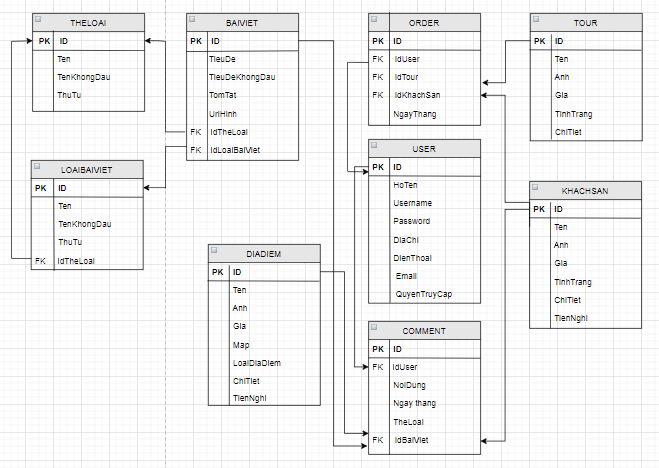 THELOAI
PK ID
Ten
TenKhongDau
ThuTu
BAIVIET
PK ID
TieuDe
TieuDeKhongDau
TomTat
UrlHinh
FK IdTheLoai
FK IdLoaiBaiViet
ORDER
PK ID
FK IdUser
FK IdTour
FK IdKhachSan
NgayThang
TOUR
PK ID
Ten
Anh
Gia
TinhTrang
ChiTiet
LOAIBAIVIET
PK ID
Ten
TenKhongDau
ThuTu
FK IdTheLoai
USER
PK ID
HoTen
Username
Password
DiaChi
DienThoai
Email
QuyenTruyCap
KHACHSAN
PK ID
Ten
Anh
Gia
TinhTrang
ChiTiet
TienNghi
DIADIEM
PK ID
Ten
Anh
Gia
Map
LoaiDiaDiem
ChiTiet
TienNghi
COMMENT
PK ID
FK IdUser
NoiDung
Ngay thang
TheLoai
FK IdBaiViet